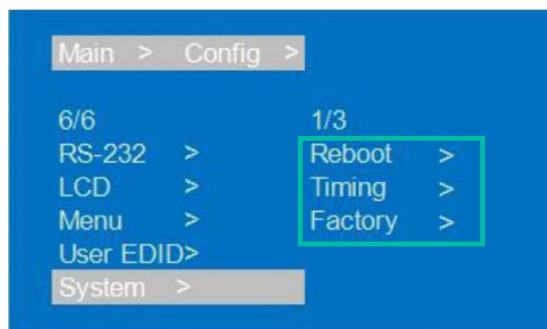 Main > Config >
6/6
RS-232 >
LCD >
Menu >
User EDID>
System >
1/3
Reboot >
Timing >
Factory >